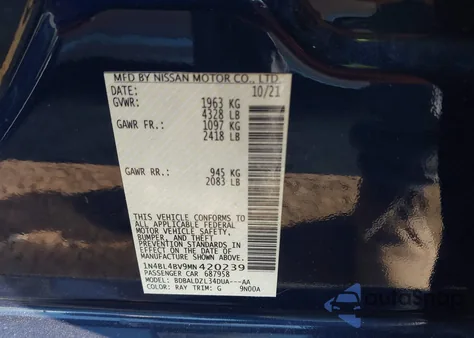 MFD BY NISSAN MOTOR CO., LTD.
DATE: 10/21
GVWR: 1963 KG
4328 LB
GAWR FR.: 1097 KG
2418 LB
GAWR RR.: 945 KG
2083 LB
THIS VEHICLE CONFORMS TO
ALL APPLICABLE FEDERAL
MOTOR VEHICLE SAFETY,
BUMPER, AND THEFT
PREVENTION STANDARDS IN
EFFECT ON THE DATE OF
MANUFACTURE SHOWN ABOVE.
1N4BL4BV9MN420239
PASSENGER CAR 687958
BDBALDZL34DUA---AA
COLOR: RAY TRIM: G 9N00A
autoSnap